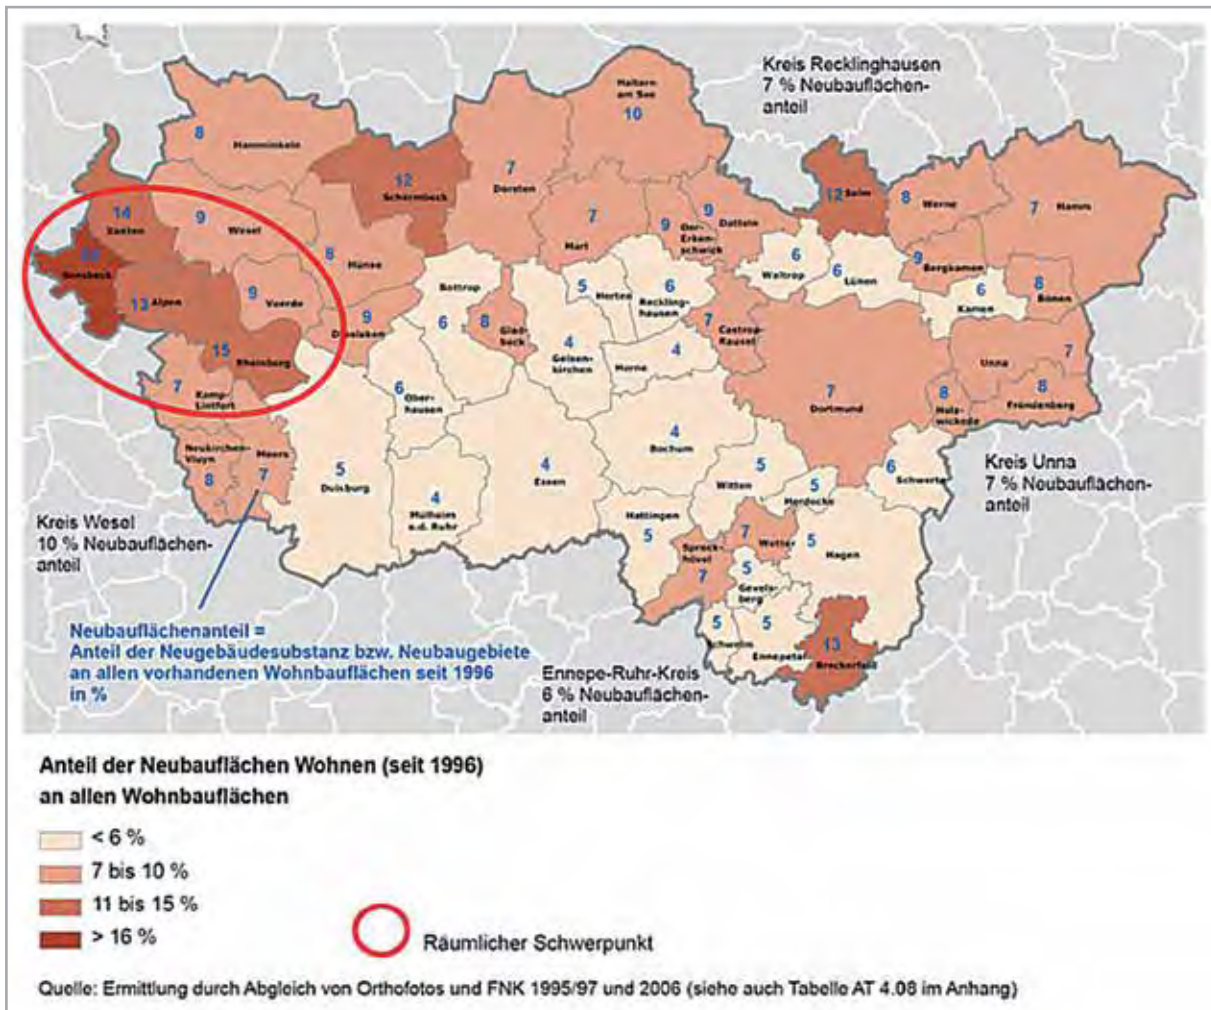 Kreis Recklinghausen
7 % Neubauflächen-
anteil
Haltern
am See
10
8
Hamminkeln
12
Schermbeck
7
Dorsten
12
Selm
8
Werne
7
Hamm
14
Xanten
9
Wesel
7
Marl
9
Oer-
Erken-
schwick
9
Datteln
Sonsbeck
8
Hünxe
6
Waltrop
6
Lünen
9
Bergkamen
8
Bönen
13
Alpen
9
Voerde
Bottrop
6
5
Herten
6
Reckling-
hausen
6
Kamen
9
Dinslaken
8
Glad-
beck
4
Gelsen-
kirchen
7
Castrop-
Rauxel
4
Herne
15
Rheinberg
7
Unna
7
Kamp-
Lintfort
6
Ober-
hausen
7
Dortmund
8
Holz-
wickede
8
Fröndenberg
Neukirchen-
Vluyn
8
Moers
7
5
Duisburg
4
Mülheim
a.d. Ruhr
4
Essen
4
Bochum
5
Witten
5
Herdecke
6
Schwerte
Kreis Unna
7 % Neubauflächen-
anteil
Kreis Wesel
10 % Neubauflächen-
anteil
Hattingen
5
Sprock-
hövel
7
7
Wetter
5
Hagen
5
Gevels-
berg
5
Schwelm
5
Ennepetal
13
Breckerfeld
Neubauflächenanteil =
Anteil der Neugebäudesubstanz bzw. Neubaugebiete
an allen vorhandenen Wohnbauflächen seit 1996
in %
Ennepe-Ruhr-Kreis
6 % Neubauflächen-
anteil
Anteil der Neubauflächen Wohnen (seit 1996)
an allen Wohnbauflächen
< 6 %
7 bis 10 %
11 bis 15 %
> 16 %
Räumlicher Schwerpunkt
Quelle: Ermittlung durch Abgleich von Orthofotos und FNK 1995/97 und 2006 (siehe auch Tabelle AT 4.08 im Anhang)